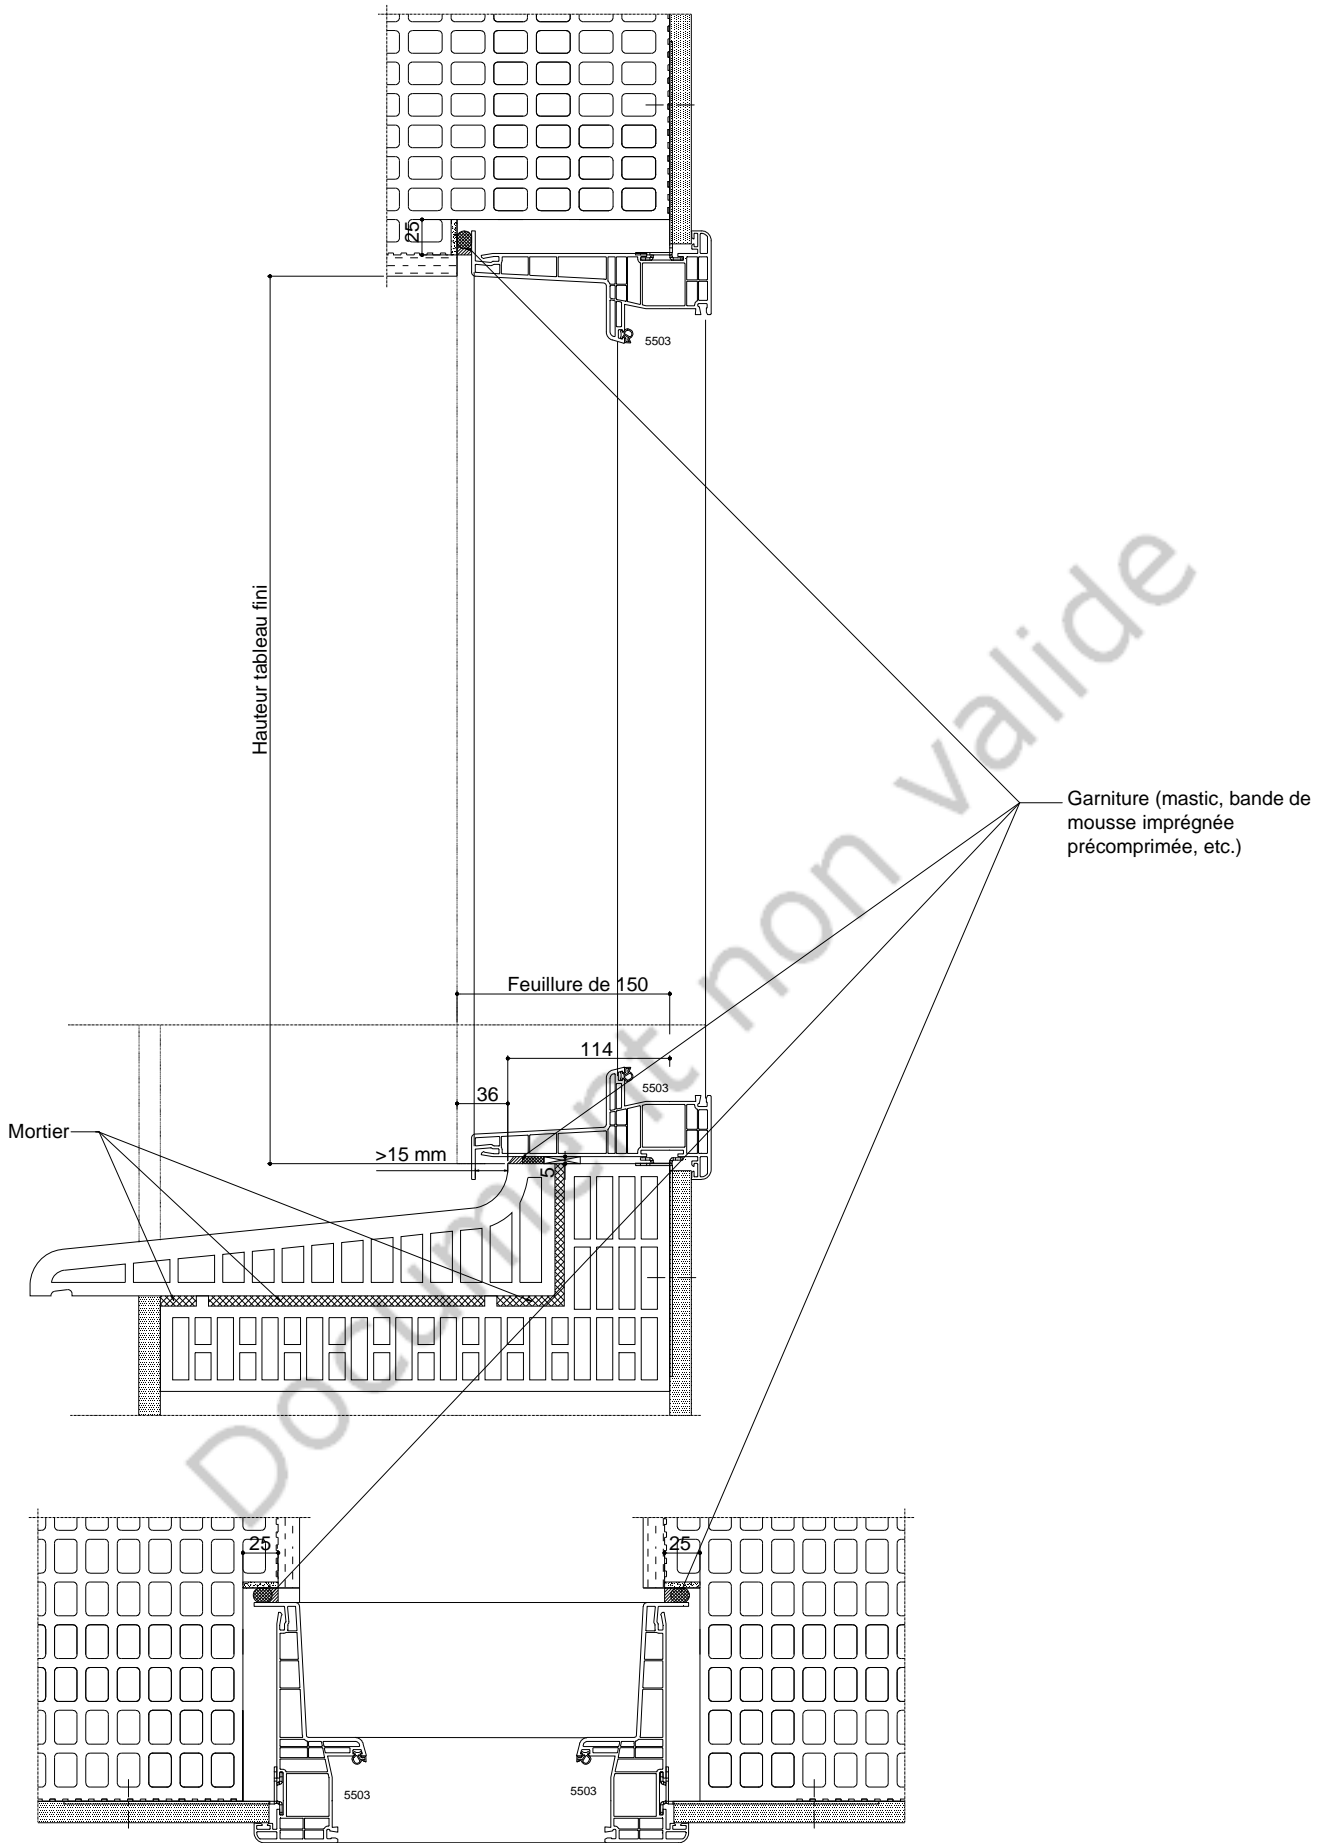 25
5503
Hauteur tableau fini
Garniture (mastic, bande de
mousse imprégnée
précomprimée, etc.)
Feuillure de 150
114
36
5503
Mortier
>15 mm
5
25
25
5503
5503
Document non valide